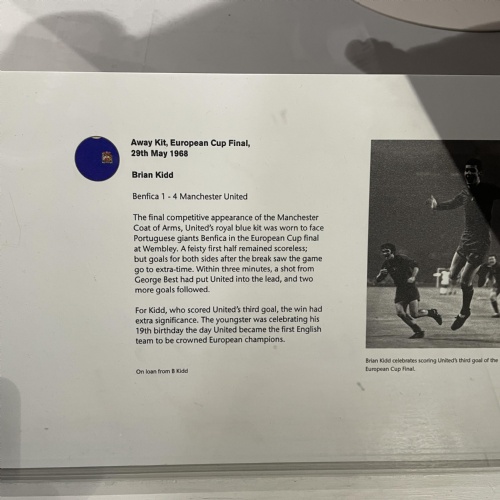 Away Kit, European Cup Final,
29th May 1968
Brian Kidd
Benfica 1 - 4 Manchester United
The final competitive appearance of the Manchester
Coat of Arms, United's royal blue kit was worn to face
Portuguese giants Benfica in the European Cup final
at Wembley. A feisty first half remained scoreless;
but goals for both sides after the break saw the game
go to extra-time. Within three minutes, a shot from
George Best had put United into the lead, and two
more goals followed.
For Kidd, who scored United's third goal, the win had
extra significance. The youngster was celebrating his
19th birthday the day United became the first English
team to be crowned European champions.
On loan from B Kidd
Brian Kidd celebrates scoring United's third goal of the
European Cup Final.